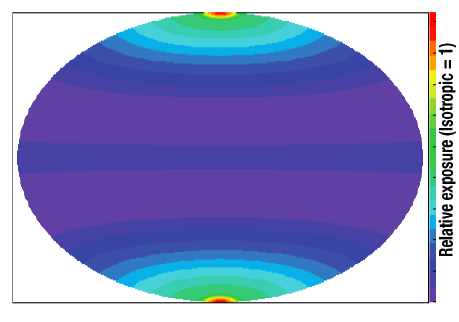 Relative exposure (Isotropic = 1)